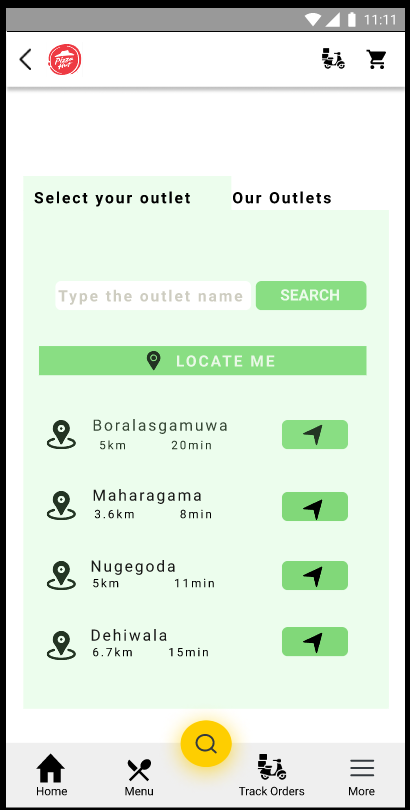 11:11
Pizza
Hut
Select your outlet Our Outlets
Type the outlet name SEARCH
LOCATE ME
Boralasgamuwa
5km 20min
Maharagama
3.6km 8min
Nugegoda
5km 11min
Dehiwala
6.7km 15min
Home Menu Track Orders More